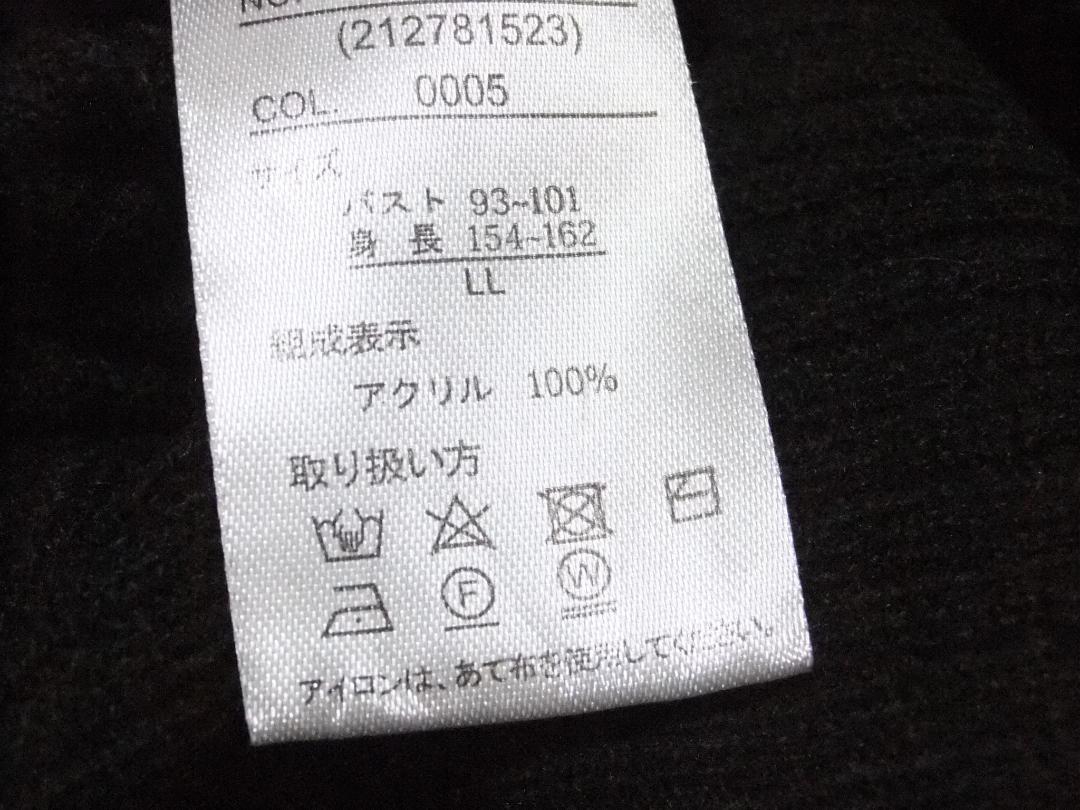 NO.
(212781523)
COL. 0005
サイズ
バスト 93~101
身長 154~162
LL
組成表示
アクリル 100%
取り扱い方
F W
アイロンは、あて布を使用してください。